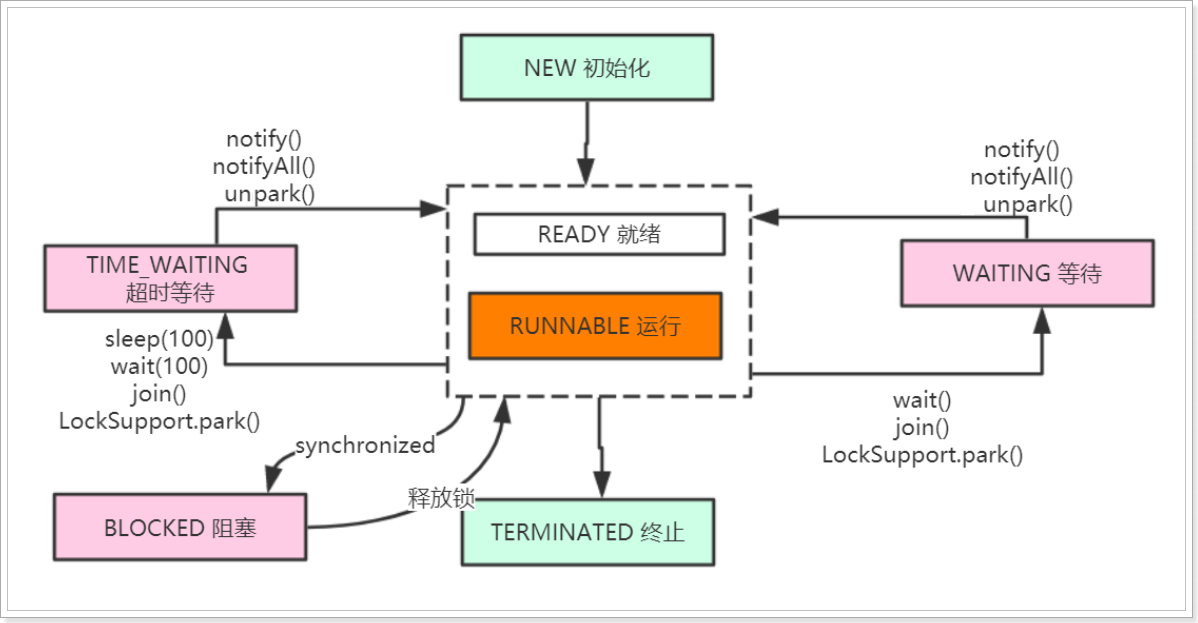 NEW 初始化
notify()
notifyAll()
unpark()
notify()
notifyAll()
unpark()
READY 就绪
TIME_WAITING
超时等待
WAITING 等待
RUNNABLE 运行
sleep(100)
wait(100)
join()
LockSupport.park()
wait()
join()
LockSupport.park()
synchronized
释放锁
BLOCKED 阻塞
TERMINATED 终止